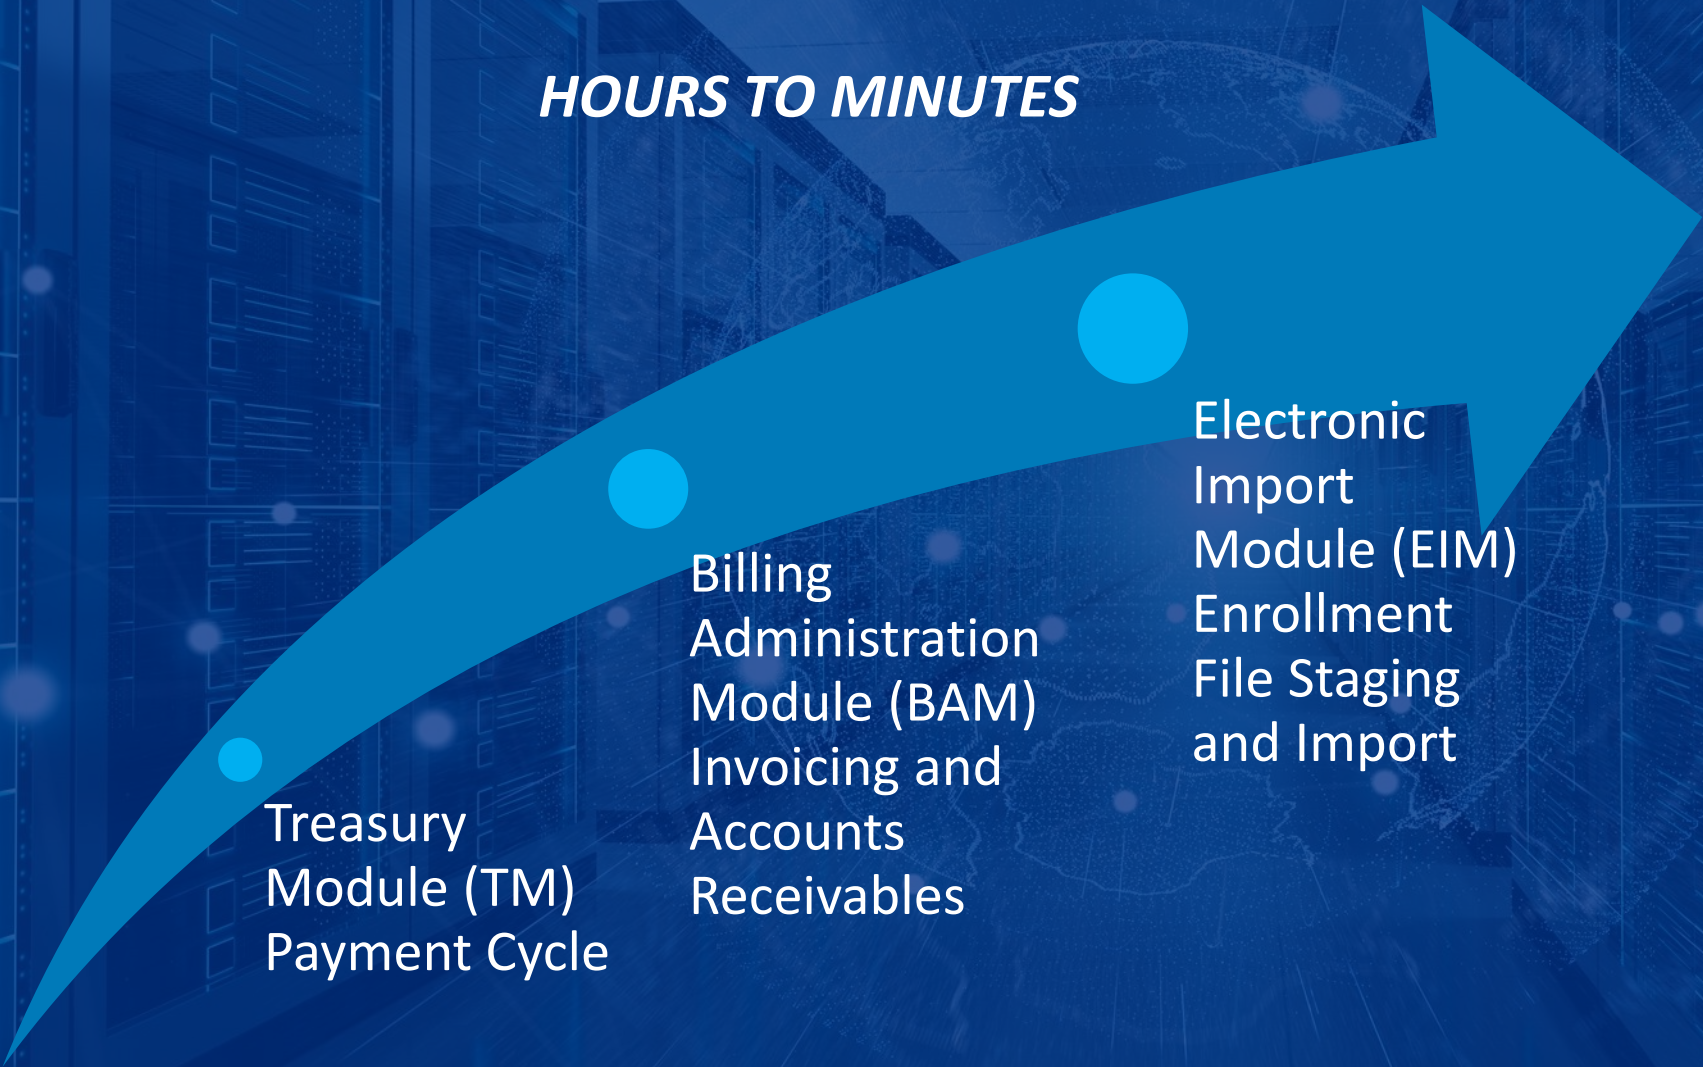 HOURS TO MINUTES
Treasury
Module (TM)
Payment Cycle
Billing
Administration
Module (BAM)
Invoicing and
Accounts
Receivables
Electronic
Import
Module (EIM)
Enrollment
File Staging
and Import